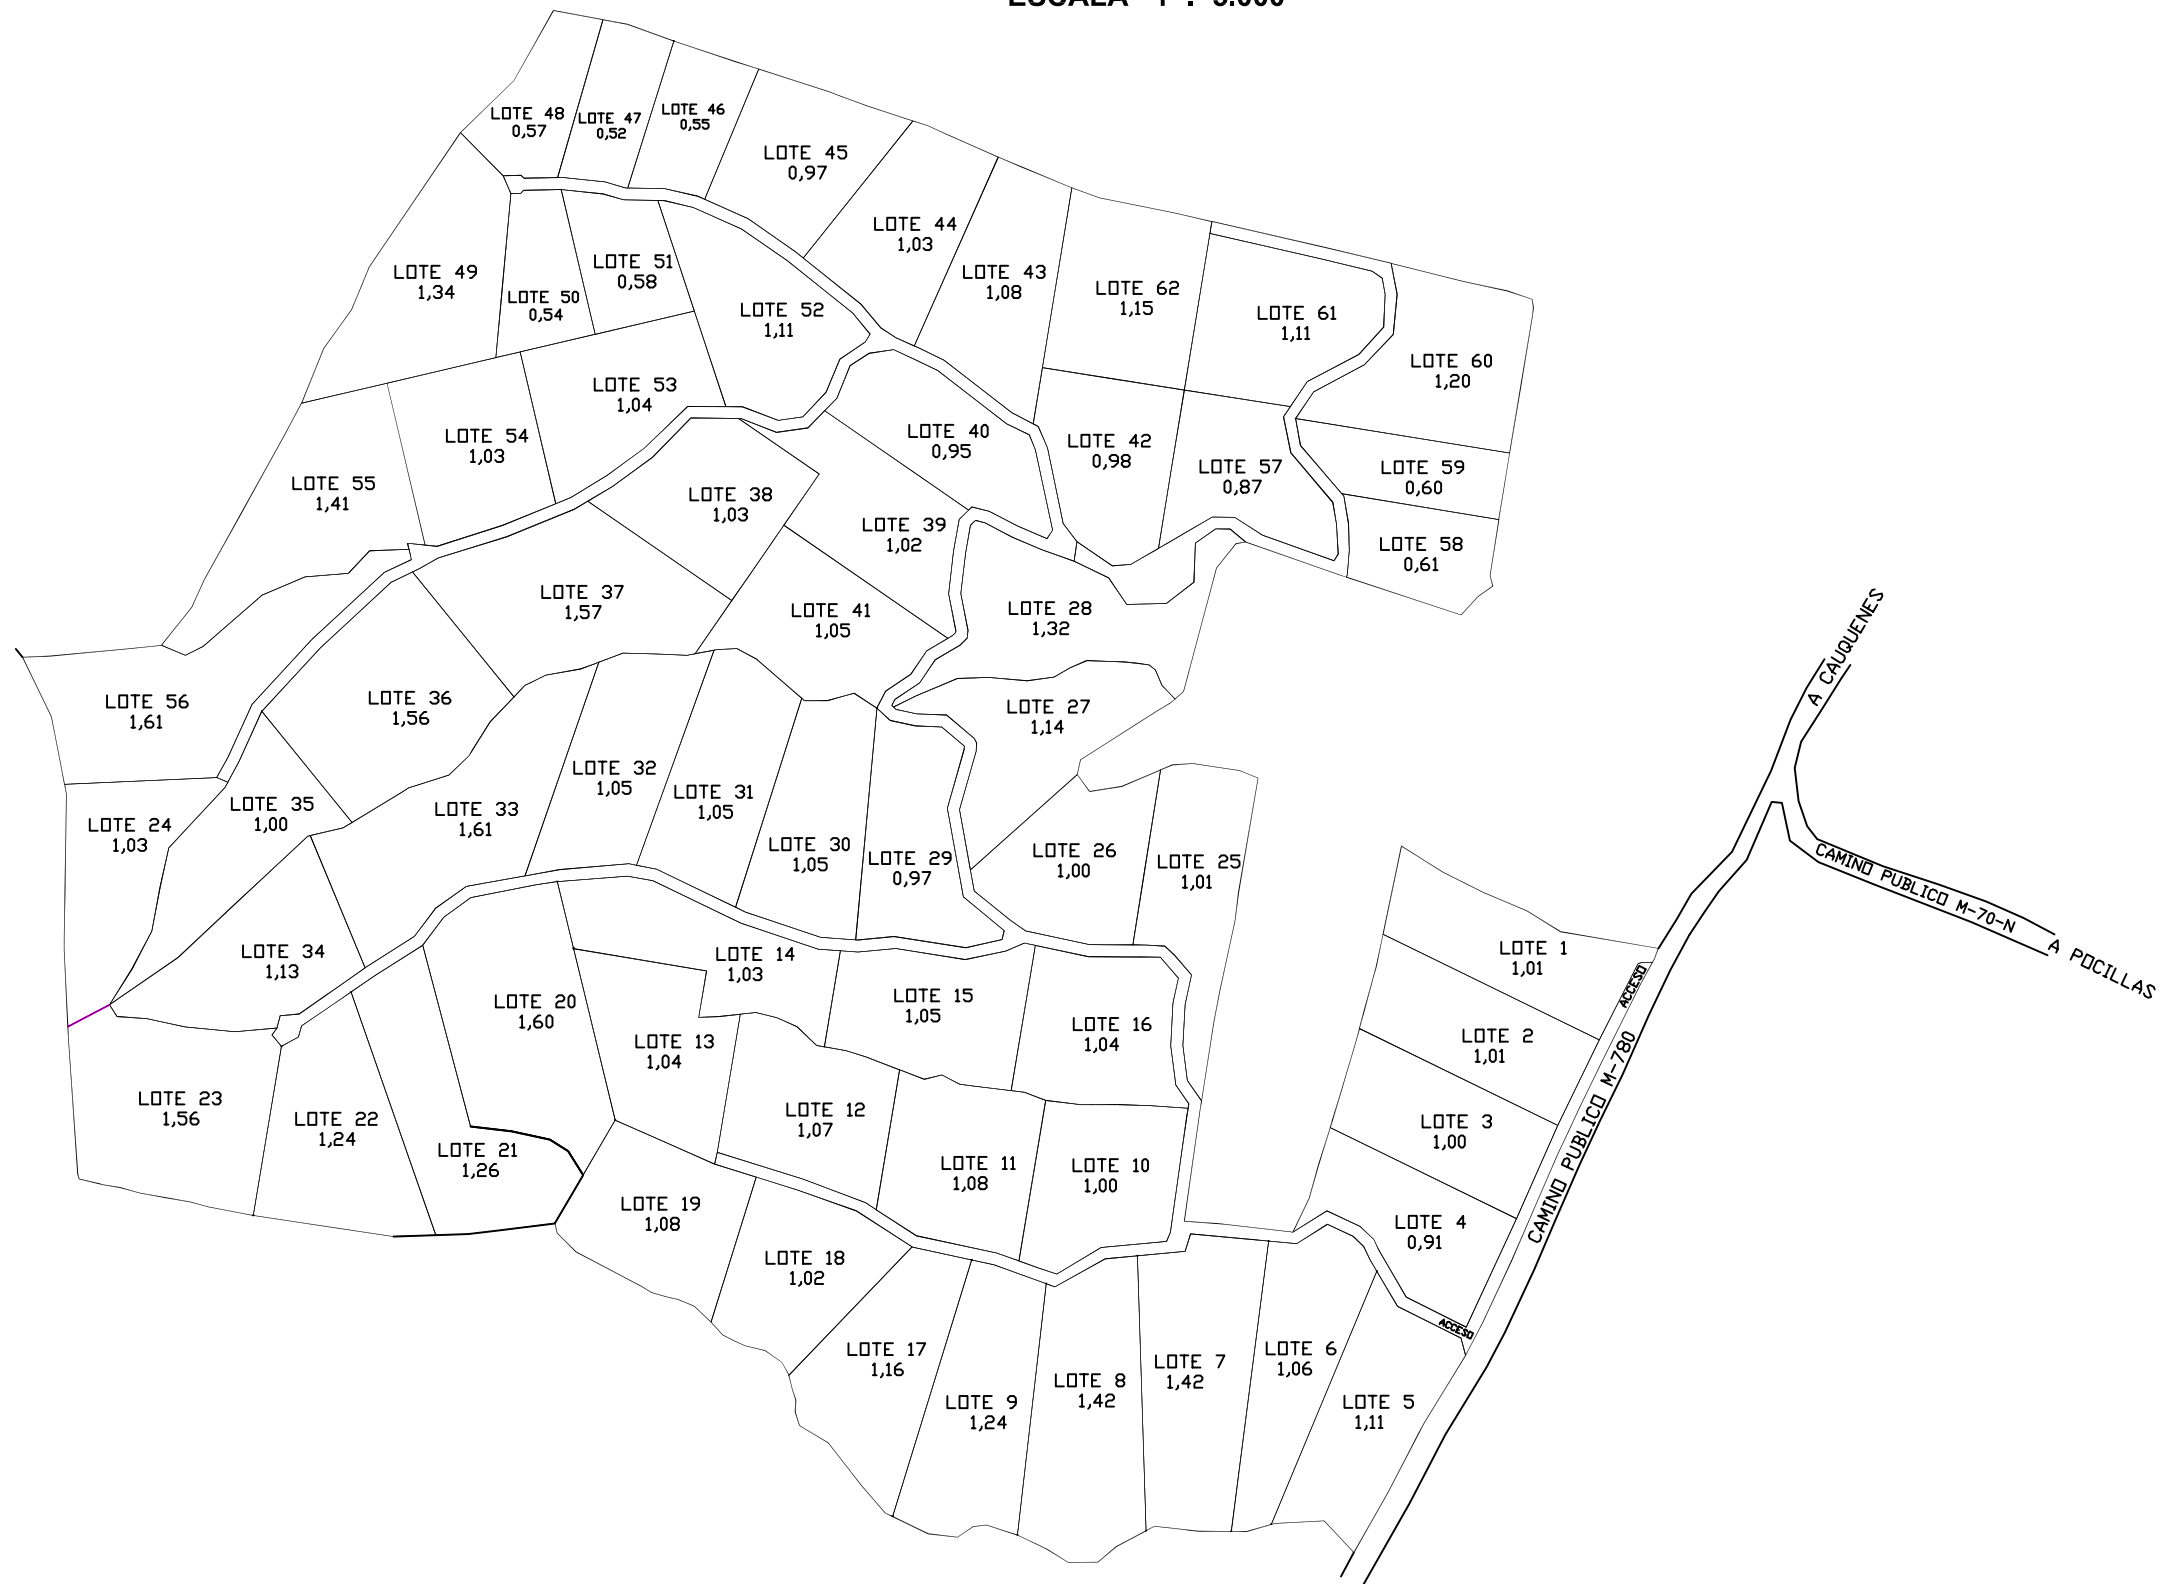 LOTE 48
0,57
LOTE 47
0,52
LOTE 46
0,55
LOTE 45
0,97
LOTE 44
1,03
LOTE 43
1,08
LOTE 62
1,15
LOTE 61
1,11
LOTE 60
1,20
LOTE 49
1,34
LOTE 50
0,54
LOTE 51
0,58
LOTE 52
1,11
LOTE 53
1,04
LOTE 54
1,03
LOTE 55
1,41
LOTE 40
0,95
LOTE 42
0,98
LOTE 57
0,87
LOTE 59
0,60
LOTE 58
0,61
LOTE 38
1,03
LOTE 39
1,02
LOTE 37
1,57
LOTE 41
1,05
LOTE 28
1,32
LOTE 27
1,14
LOTE 56
1,61
LOTE 36
1,56
LOTE 24
1,03
LOTE 35
1,00
LOTE 33
1,61
LOTE 32
1,05
LOTE 31
1,05
LOTE 30
1,05
LOTE 29
0,97
LOTE 26
1,00
LOTE 25
1,01
LOTE 34
1,13
LOTE 20
1,60
LOTE 14
1,03
LOTE 13
1,04
LOTE 15
1,05
LOTE 16
1,04
LOTE 23
1,56
LOTE 22
1,24
LOTE 21
1,26
LOTE 12
1,07
LOTE 11
1,08
LOTE 10
1,00
LOTE 19
1,08
LOTE 18
1,02
LOTE 17
1,16
LOTE 9
1,24
LOTE 8
1,42
LOTE 7
1,42
LOTE 6
1,06
LOTE 5
1,11
LOTE 1
1,01
LOTE 2
1,01
LOTE 3
1,00
LOTE 4
0,91
ACCESO
ACCESO
CAMINO PUBLICO M-780
A CAUQUENES
CAMINO PUBLICO M-70-N
A POCILLAS